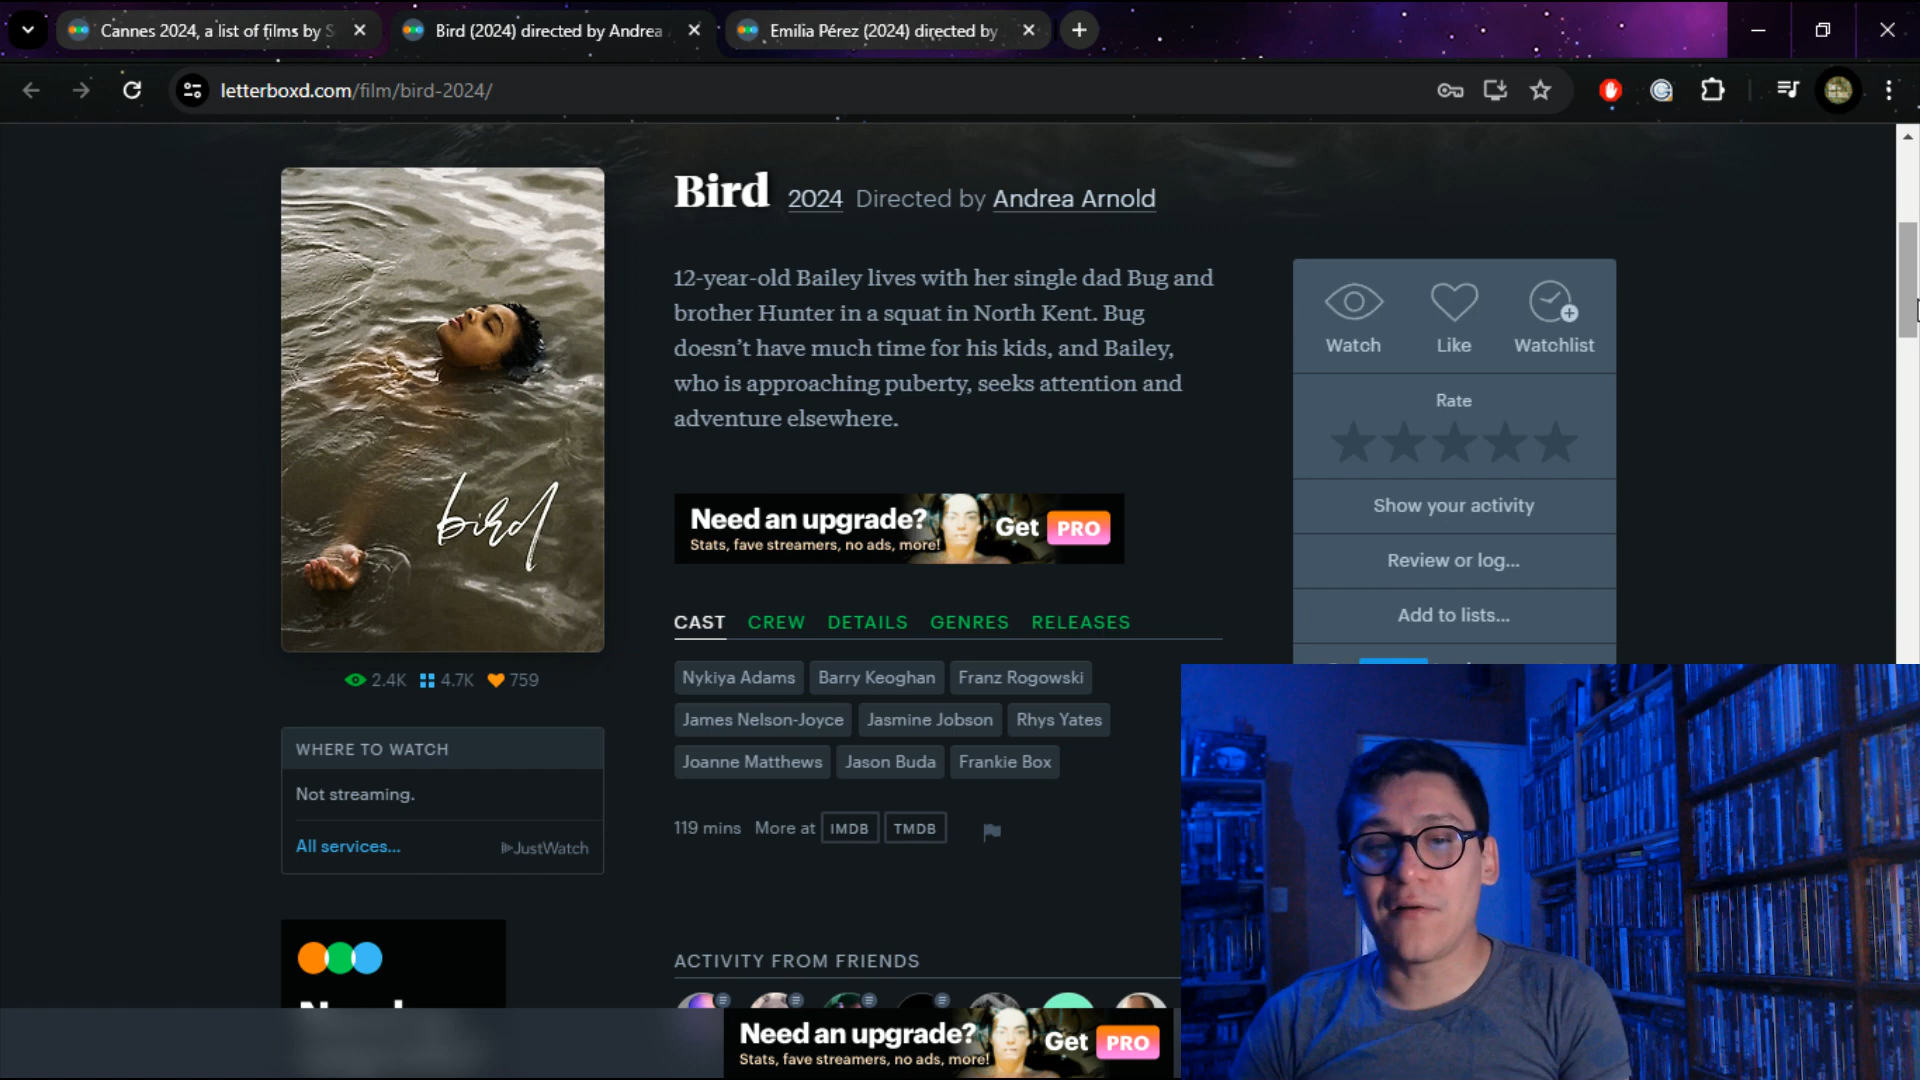 Cannes 2024, a list of films by S
Bird (2024) directed by Andrea A
Emilia Pérez (2024) directed by
letterboxd.com/film/bird-2024/
Bird 2024 Directed by Andrea Arnold
12-year-old Bailey lives with her single dad Bug and
brother Hunter in a squat in North Kent. Bug
doesn’t have much time for his kids, and Bailey,
who is approaching puberty, seeks attention and
adventure elsewhere.
bird
2.4K 4.7K 759
WHERE TO WATCH
Not streaming.
All services...
JustWatch
Need an upgrade?
Stats, fave streamers, no ads, more!
Get PRO
CAST CREW DETAILS GENRES RELEASES
Nykiya Adams Barry Keoghan Franz Rogowski
James Nelson-Joyce Jasmine Jobson Rhys Yates
Joanne Matthews Jason Buda Frankie Box
119 mins More at IMDB TMDB
ACTIVITY FROM FRIENDS
Watch Like Watchlist
Rate
Show your activity
Review or log...
Add to lists...
Need an upgrade?
Stats, fave streamers, no ads, more!
Get PRO